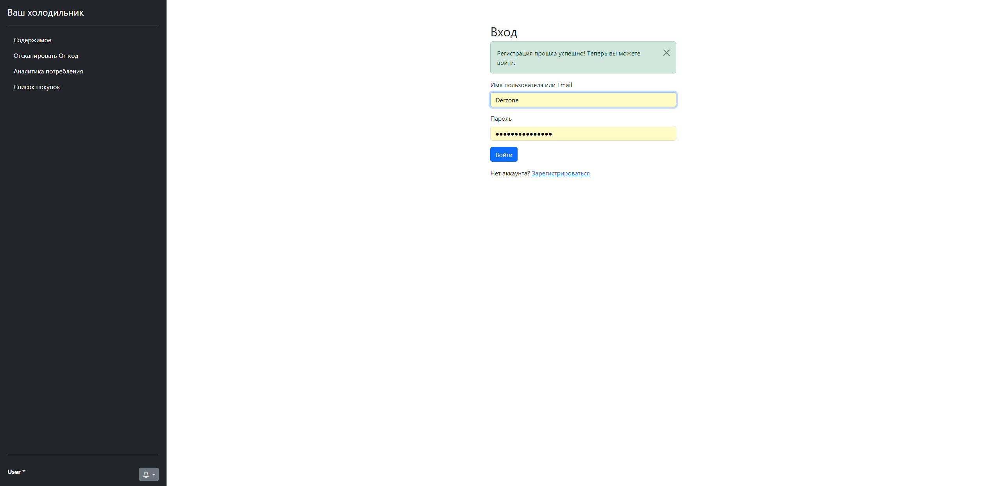 Ваш холодильник
Содержимое
Отсканировать Qr-код
Аналитика потребления
Список покупок
User
Вход
Регистрация прошла успешно! Теперь вы можете
войти.
Имя пользователя или Email
Derzone
Пароль
●●●●●●●●●●●●●●●
Войти
Нет аккаунта? Зарегистрироваться